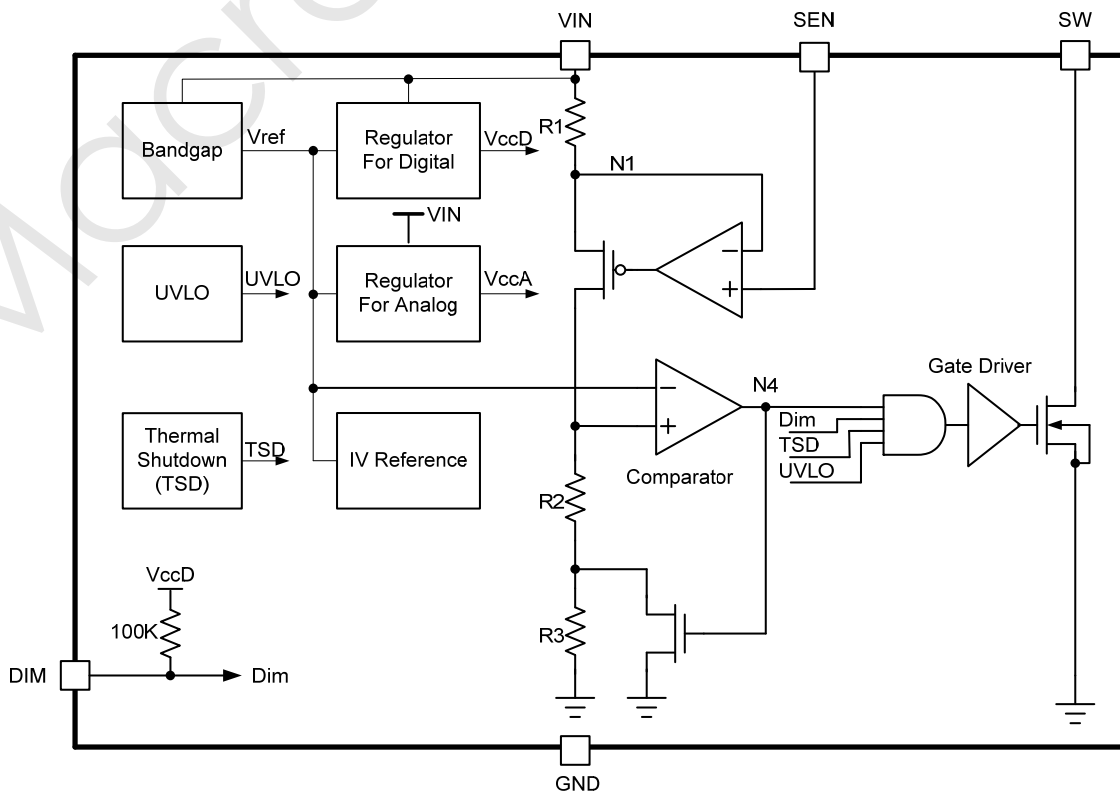 VIN
SEN
SW
Bandgap
Vref
Regulator
For Digital
VccD
R1
N1
VIN
UVLO
UVLO
Regulator
For Analog
VccA
−
+
Gate Driver
−
+
N4
Dim
TSD
UVLO
Comparator
Thermal
Shutdown
(TSD)
TSD
IV Reference
R2
VccD
100K
R3
DIM
Dim
GND
Macr